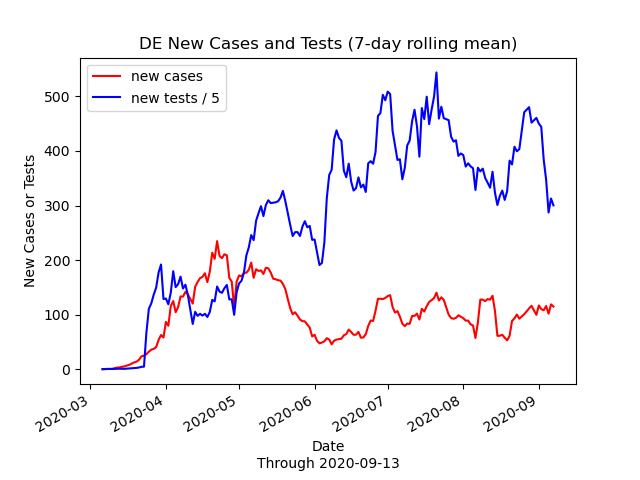 DE New Cases and Tests (7-day rolling mean)
new cases
new tests / 5
New Cases or Tests
500
400
300
200
100
0
2020-03
2020-04
2020-05
2020-06
2020-07
2020-08
2020-09
Date
Through 2020-09-13